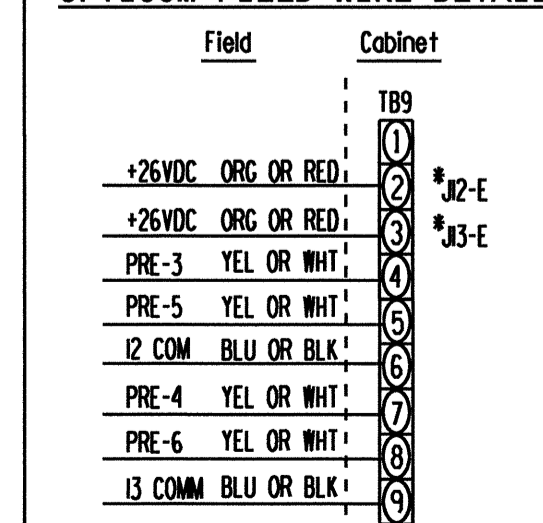 Field Cabinet
TB9
1
+26VDC ORG OR RED 2 *J12-E
+26VDC ORG OR RED 3 *J13-E
PRE-3 YEL OR WHT 4
PRE-5 YEL OR WHT 5
I2 COM BLU OR BLK 6
PRE-4 YEL OR WHT 7
PRE-6 YEL OR WHT 8
I3 COMM BLU OR BLK 9